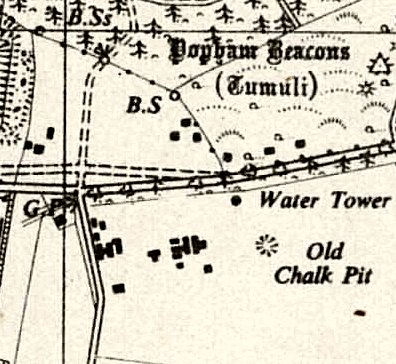 B.Ss
Popham Beacons
(Tumuli)
B.S
G.P
Water Tower
Old
Chalk Pit